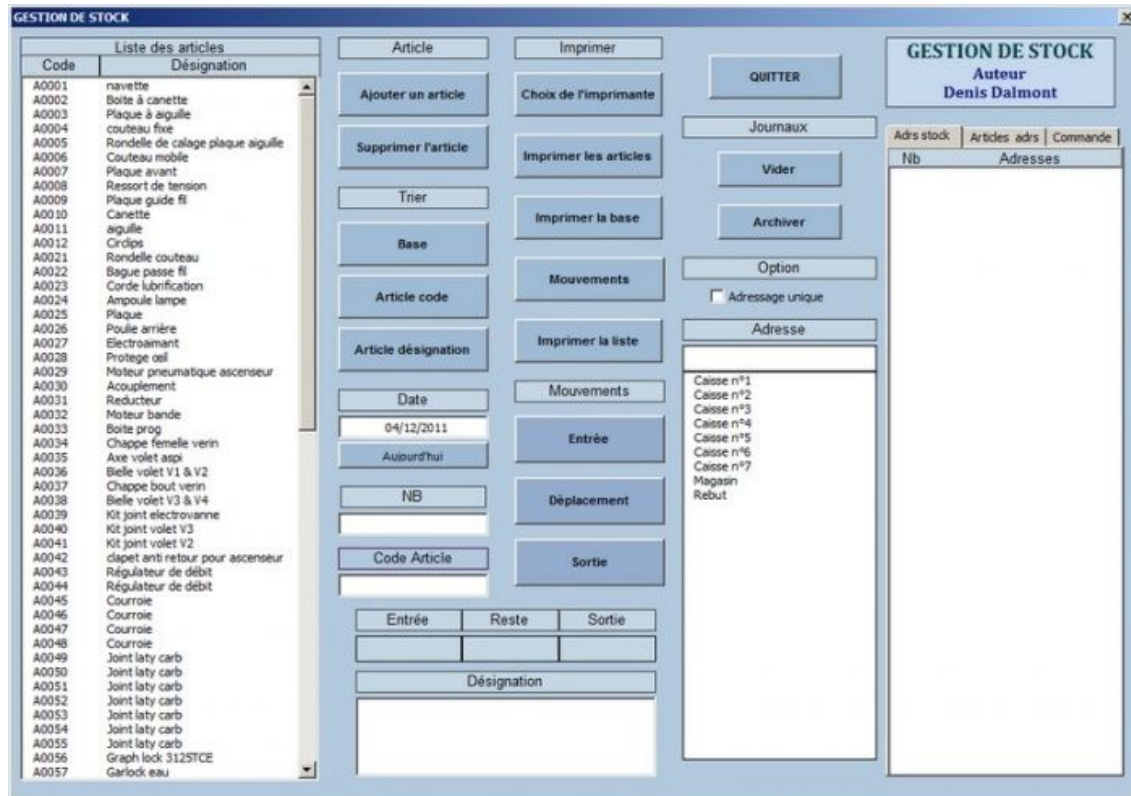 GESTION DE STOCK
Liste des articles
Code Désignation
A0001 navette
A0002 Boite à canette
A0003 Plaque à aiguille
A0004 couteau fixe
A0005 Rondelle de calage plaque aiguille
A0006 Couteau mobile
A0007 Plaque avant
A0008 Ressort de tension
A0009 Plaque guide fil
A0010 Canette
A0011 aiguille
A0012 Circlips
A0021 Rondelle couteau
A0022 Bague passe fil
A0023 Corde lubrification
A0024 Ampoule lampe
A0025 Plaque
A0026 Poulie arrière
A0027 Electroaimant
A0028 Protege œil
A0029 Moteur pneumatique ascenseur
A0030 Acouplement
A0031 Reducteur
A0032 Moteur bande
A0033 Boite prog
A0034 Chappe femelle verin
A0035 Axe volet aspi
A0036 Bielle volet V1 & V2
A0037 Chappe bout verin
A0038 Bielle volet V3 & V4
A0039 Kit joint electrovanne
A0040 Kit joint volet V3
A0041 Kit joint volet V2
A0042 clapet anti retour pour ascenseur
A0043 Régulateur de débit
A0044 Régulateur de débit
A0045 Courroie
A0046 Courroie
A0047 Courroie
A0048 Courroie
A0049 Joint laty carb
A0050 Joint laty carb
A0051 Joint laty carb
A0052 Joint laty carb
A0053 Joint laty carb
A0054 Joint laty carb
A0055 Joint laty carb
A0056 Graph lock 3125TCE
A0057 Garlock eau
Article
Ajouter un article
Supprimer l'article
Trier
Base
Article code
Article désignation
Date
04/12/2011
Aujourd'hui
NB
Code Article
Imprimer
Choix de l'imprimante
Imprimer les articles
Imprimer la base
Mouvements
Imprimer la liste
Mouvements
Entrée
Déplacement
Sortie
Entrée Reste Sortie
Désignation
QUITTER
Journaux
Vider
Archiver
Option
Adressage unique
Adresse
Caisse n°1
Caisse n°2
Caisse n°3
Caisse n°4
Caisse n°5
Caisse n°6
Caisse n°7
Magasin
Rebut
GESTION DE STOCK
Auteur
Denis Dalmont
Adrs stock Articles adrs Commande
Nb Adresses